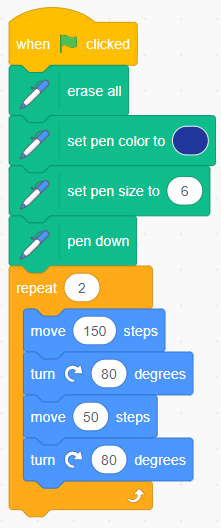 when clicked
erase all
set pen color to
set pen size to 6
pen down
repeat 2
move 150 steps
turn 80 degrees
move 50 steps
turn 80 degrees